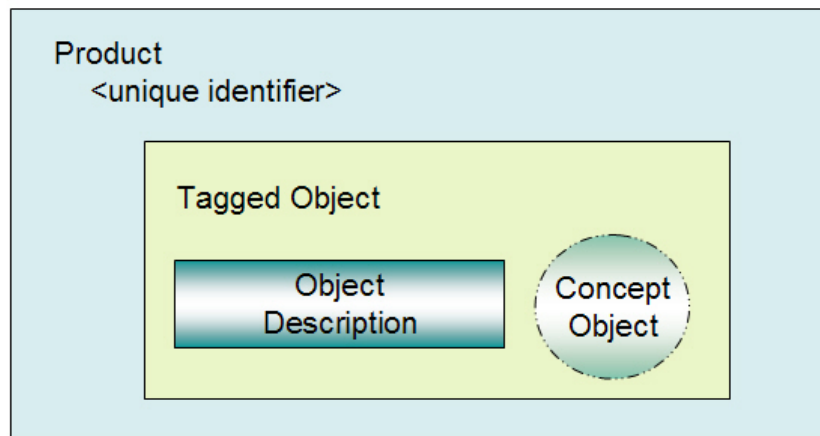 Product
<unique identifier>
Tagged Object
Object
Description
Concept
Object